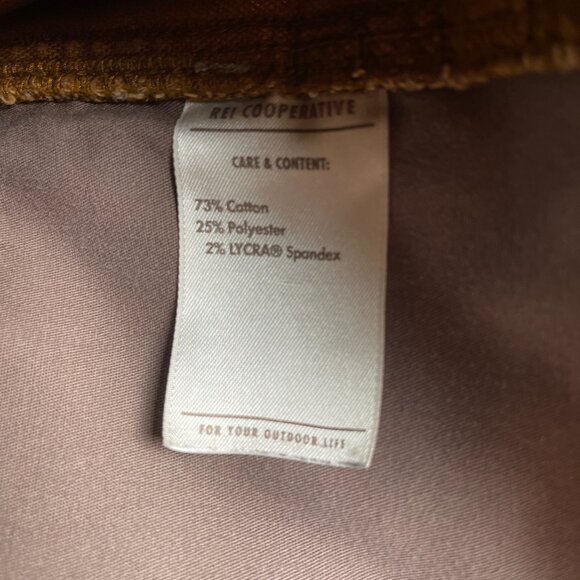 REI COOPERATIVE
CARE & CONTENT:
73% Cotton
25% Polyester
2% LYCRA® Spandex
FOR YOUR OUTDOOR LIFE